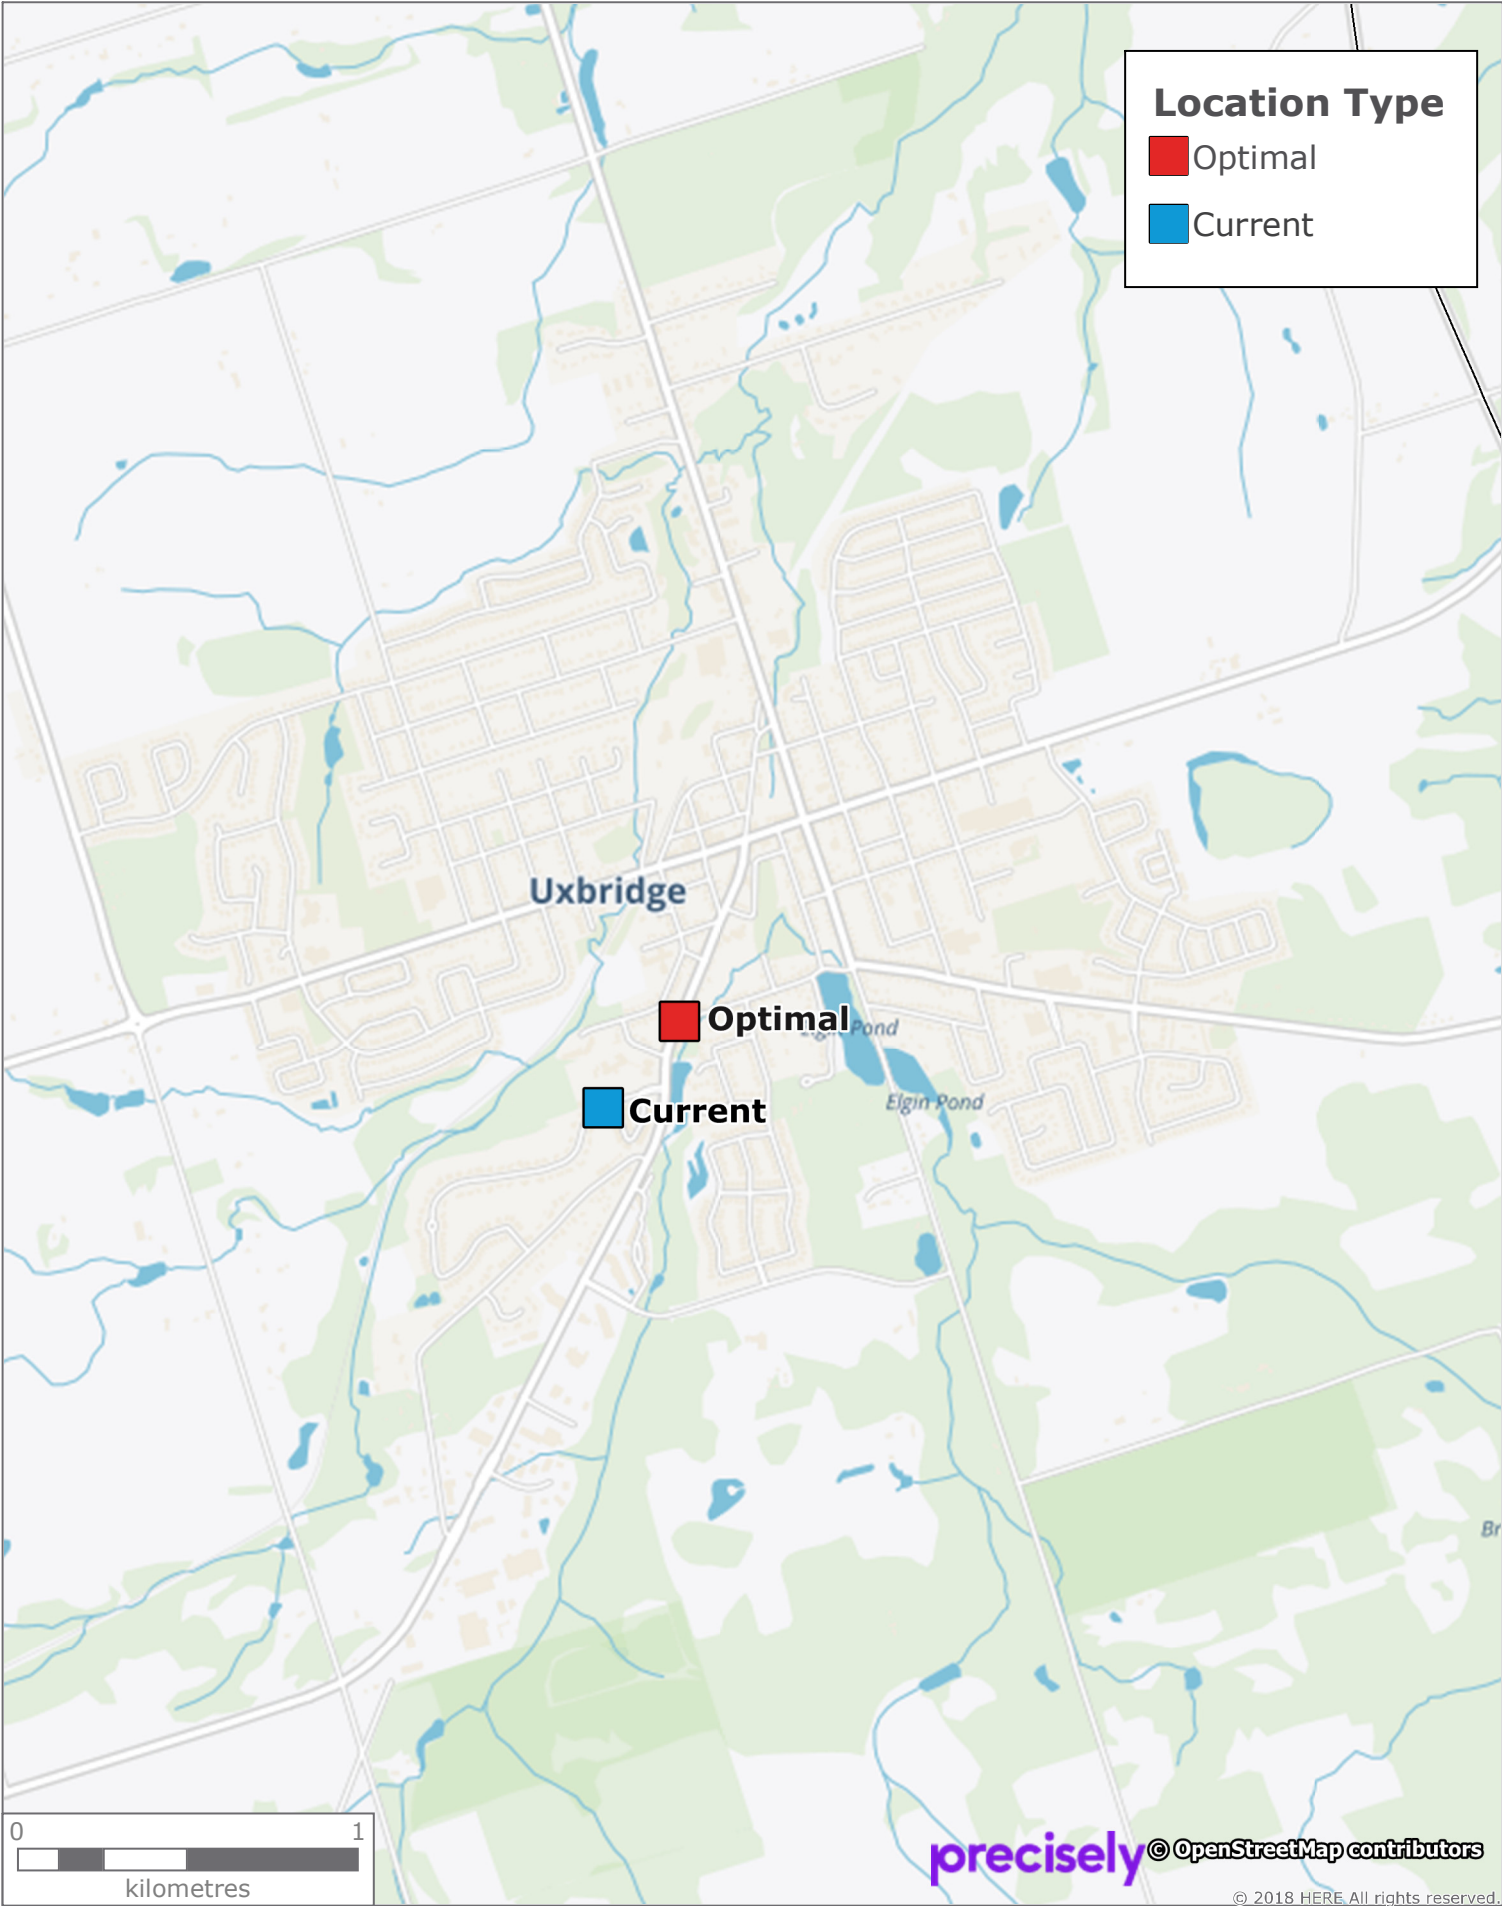 Location Type
Optimal
Current
Uxbridge
Optimal
Elgin Pond
Current
Elgin Pond
Br
0 1
kilometres
precisely
© OpenStreetMap contributors
© 2018 HERE All rights reserved.